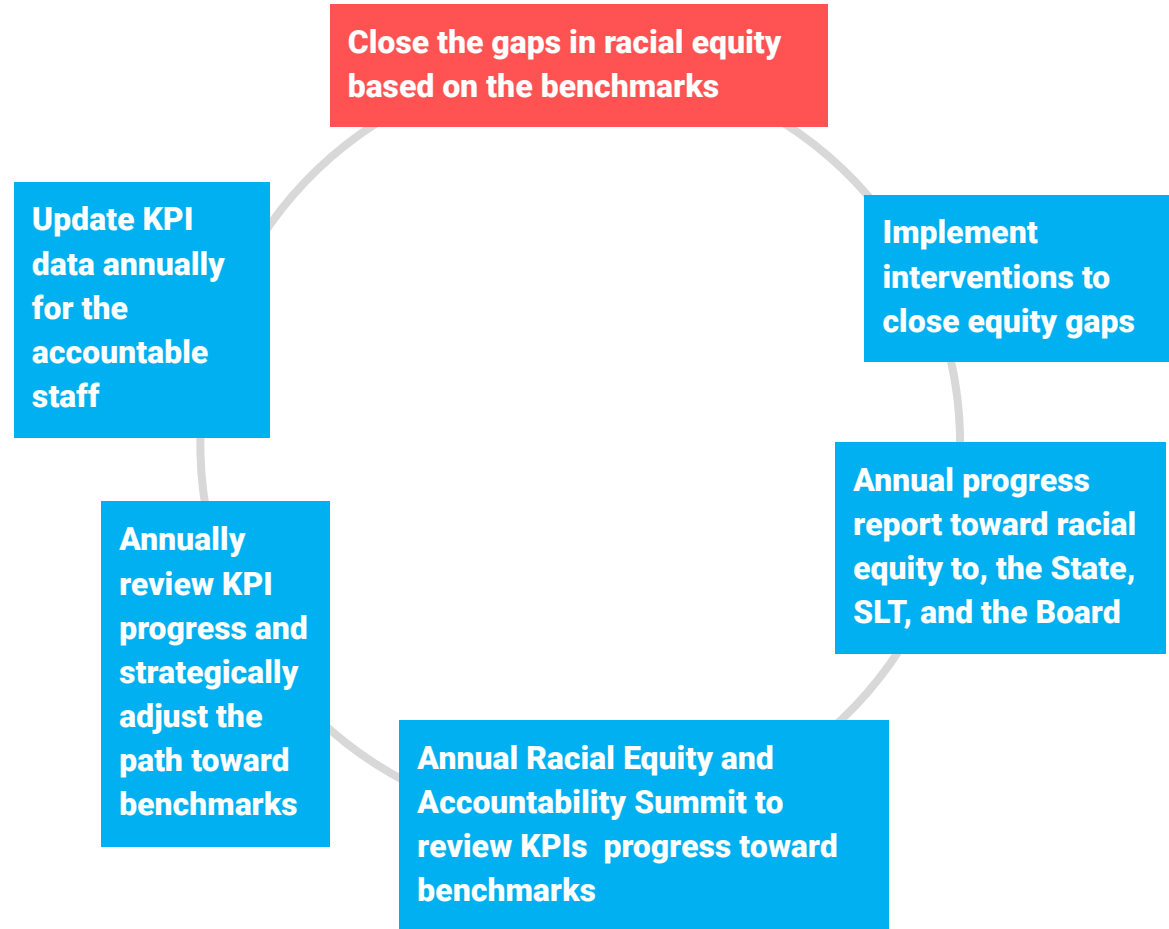 Close the gaps in racial equity
based on the benchmarks
Implement
interventions to
close equity gaps
Annual progress
report toward racial
equity to, the State,
SLT, and the Board
Annual Racial Equity and
Accountability Summit to
review KPIs  progress toward
benchmarks
Annually
review KPI
progress and
strategically
adjust the
path toward
benchmarks
Update KPI
data annually
for the
accountable
staff